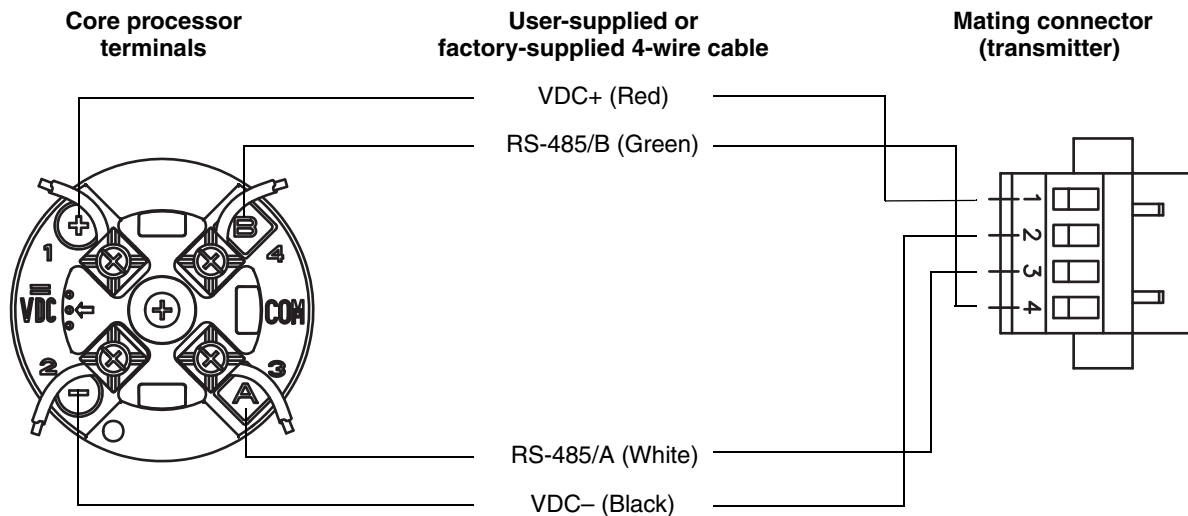 Core processor
terminals
User-supplied or
factory-supplied 4-wire cable
Mating connector
(transmitter)
VDC+ (Red)
RS-485/B (Green)
+
B
1
4
VDC
COM
2
3
–
A
1
2
3
4
RS-485/A (White)
VDC– (Black)